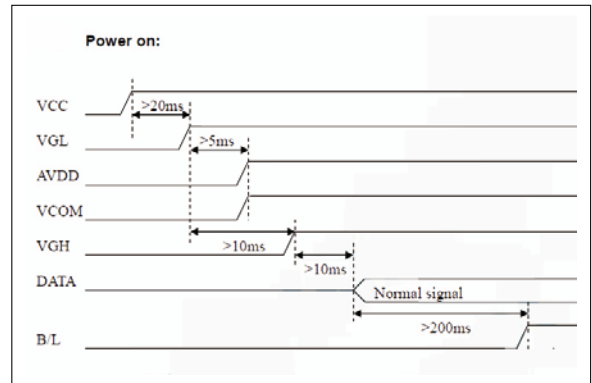 Power on:
VCC
>20ms
VGL
>5ms
AVDD
VCOM
>10ms
VGH
>10ms
DATA
Normal signal
>200ms
B/L